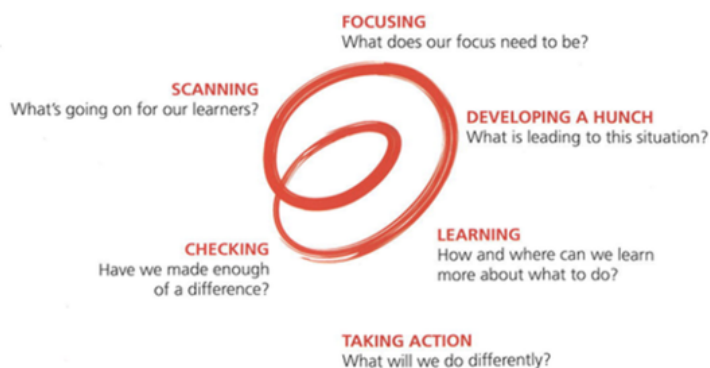 FOCUSING
What does our focus need to be?
SCANNING
What's going on for our learners?
DEVELOPING A HUNCH
What is leading to this situation?
LEARNING
How and where can we learn
more about what to do?
CHECKING
Have we made enough
of a difference?
TAKING ACTION
What will we do differently?